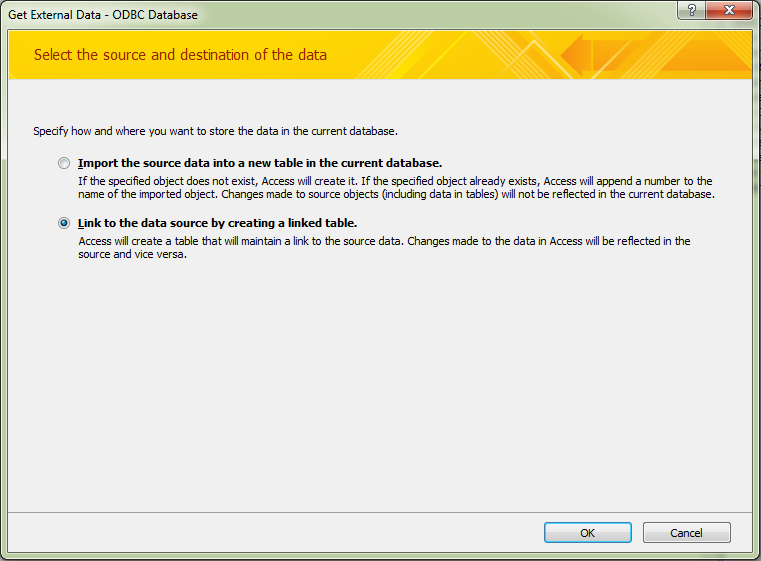 Get External Data - ODBC Database
Select the source and destination of the data
Specify how and where you want to store the data in the current database.
Import the source data into a new table in the current database.
If the specified object does not exist, Access will create it. If the specified object already exists, Access will append a number to the
name of the imported object. Changes made to source objects (including data in tables) will not be reflected in the current database.
Link to the data source by creating a linked table.
Access will create a table that will maintain a link to the source data. Changes made to the data in Access will be reflected in the
source and vice versa.
OK
Cancel